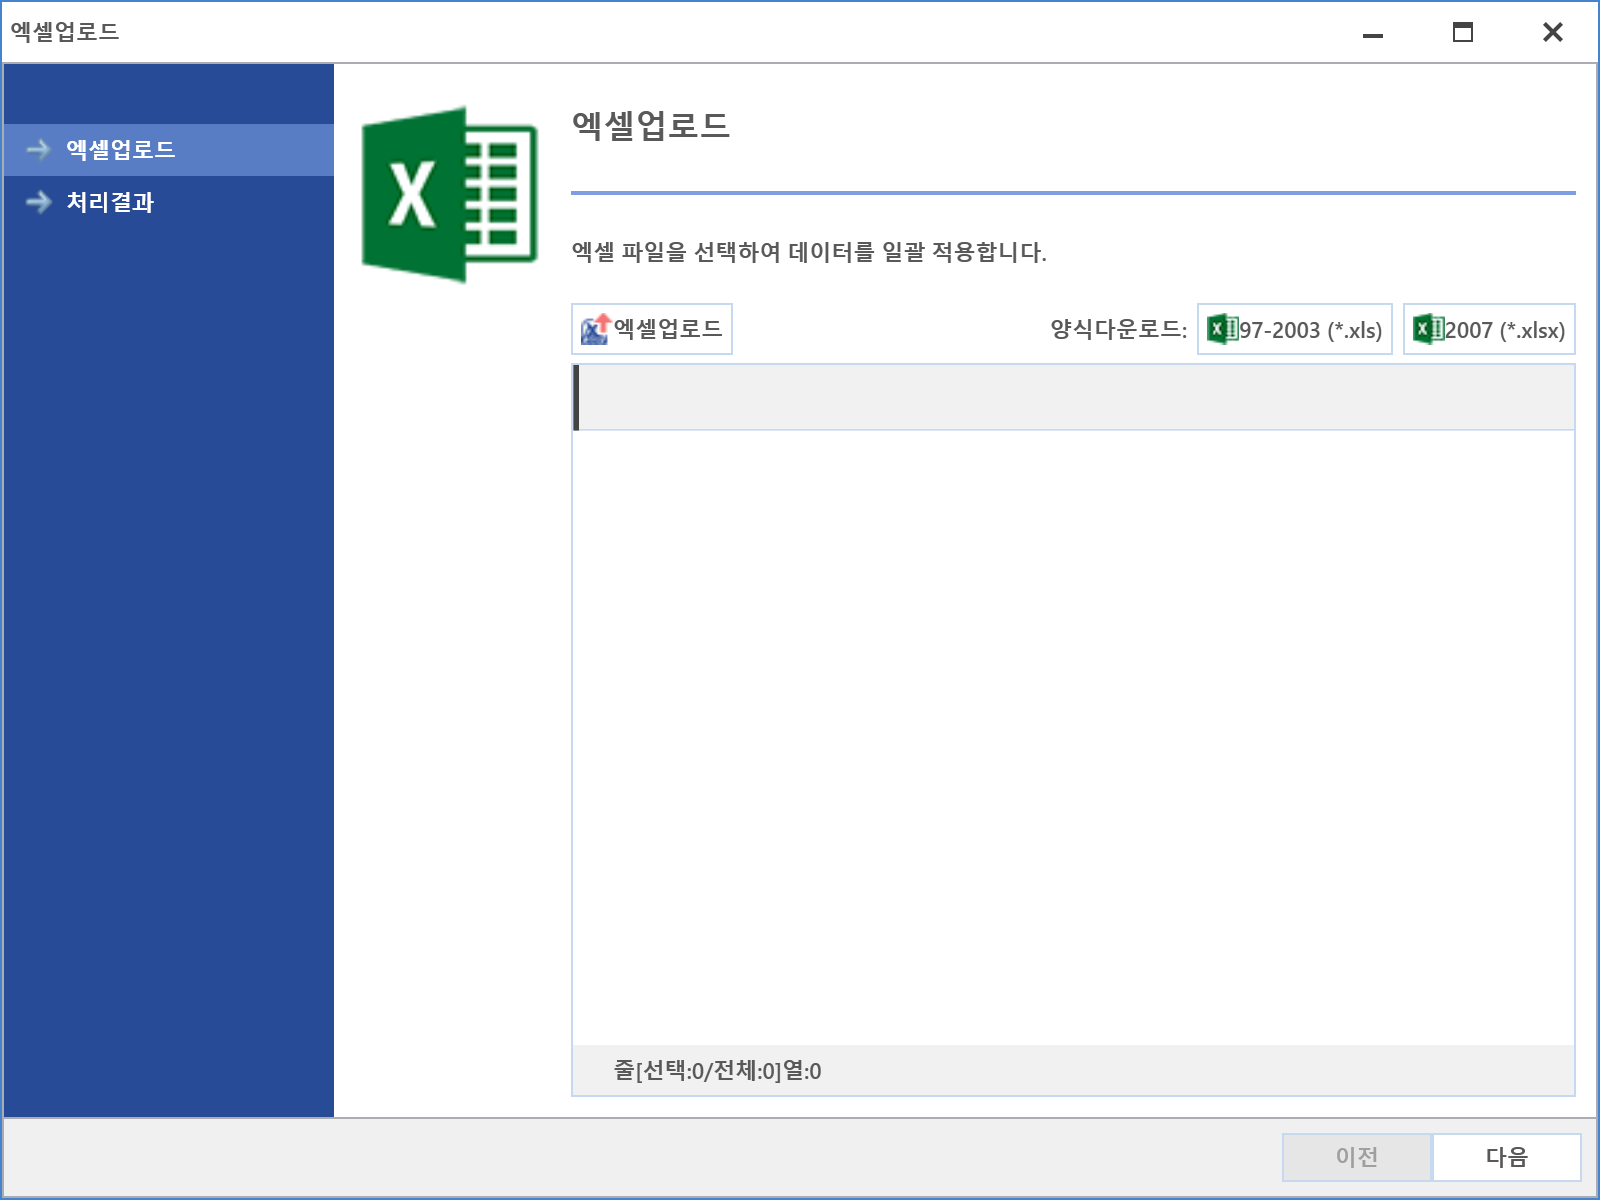 엑셀업로드
엑셀업로드
처리결과
엑셀업로드
엑셀 파일을 선택하여 데이터를 일괄 적용합니다.
엑셀업로드 양식다운로드: 97-2003 (*.xls) 2007 (*.xlsx)
줄[선택:0/전체:0]열:0
이전 다음